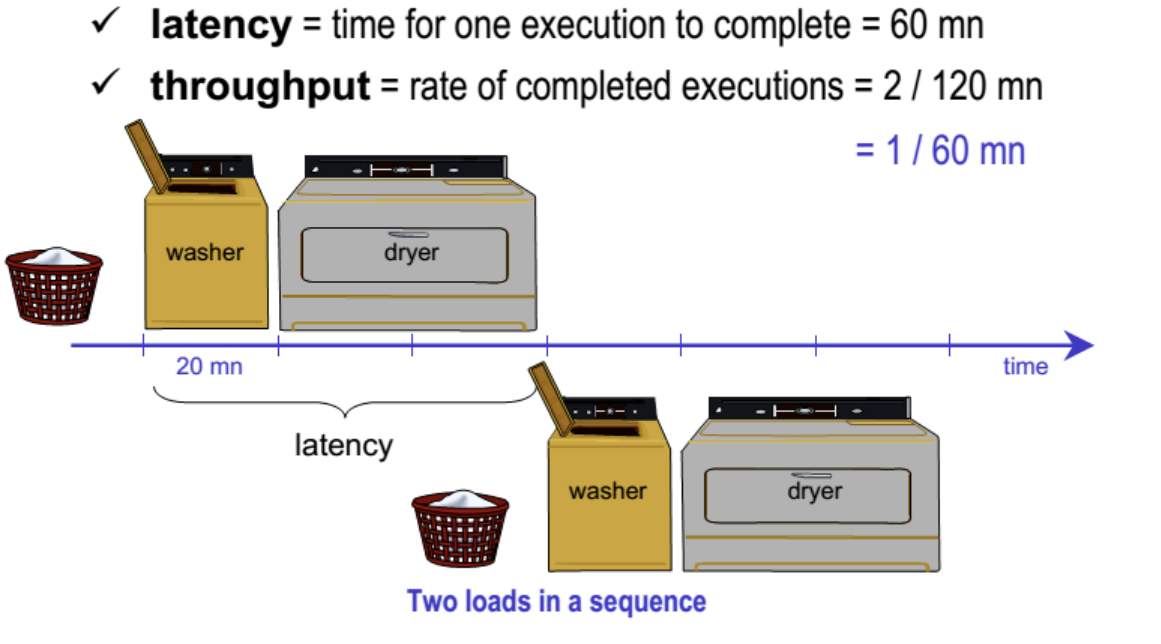 ✓ latency = time for one execution to complete = 60 mn
✓ throughput = rate of completed executions = 2 / 120 mn
= 1 / 60 mn
washer
dryer
20 mn
time
latency
washer
dryer
Two loads in a sequence